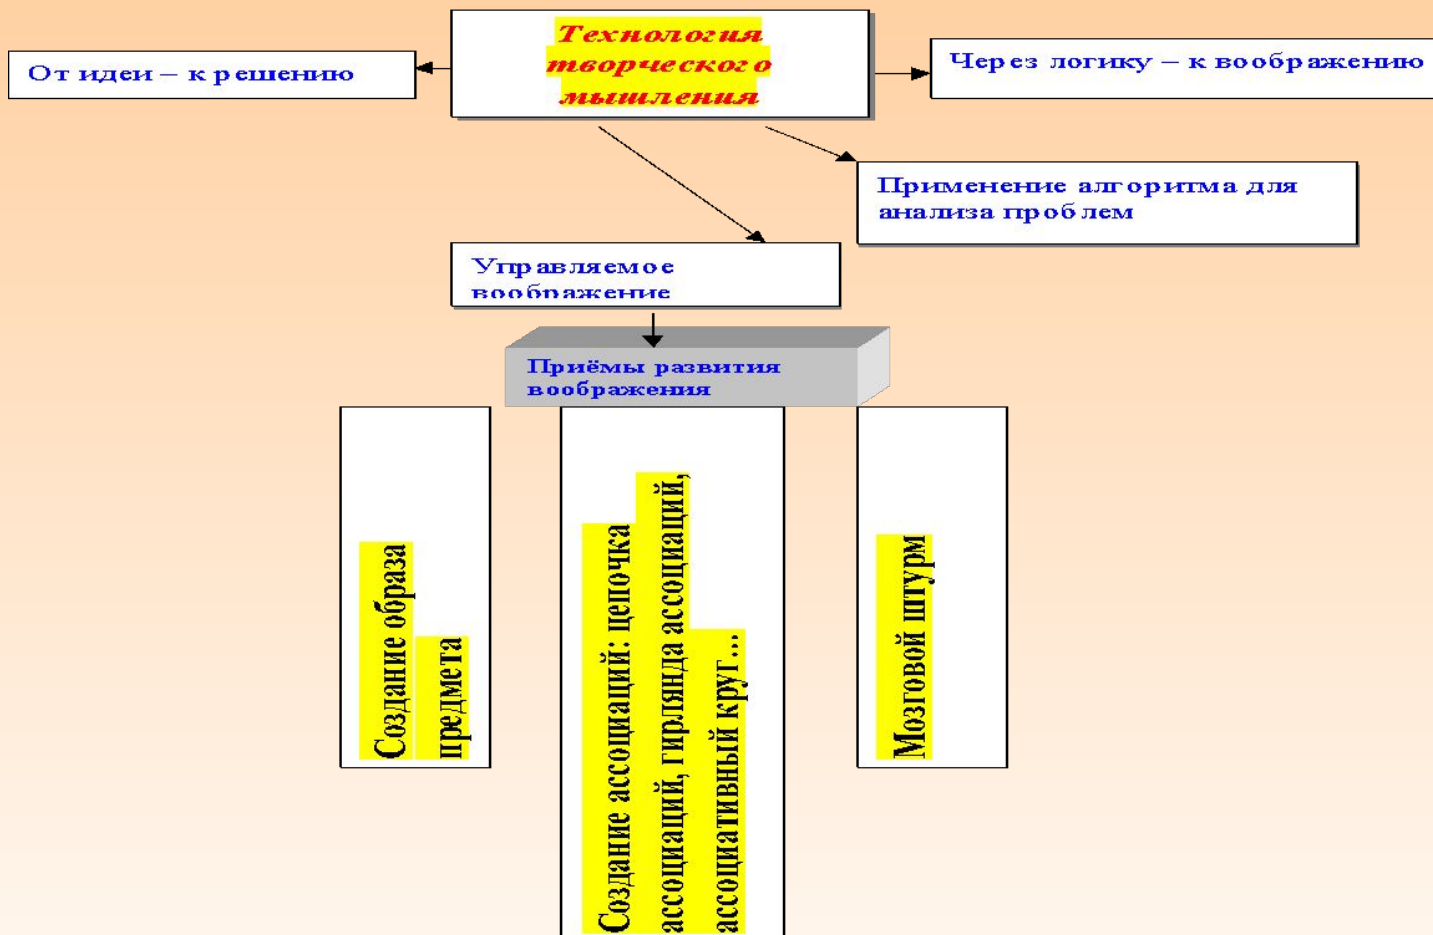 Технология
творческого
мышления
От идеи – к решению
Через логику – к воображению
Применение алгоритма для
анализа проблем
Управляемое
воображение
Приёмы развития
воображения
Создание образа
предмета
Создание ассоциаций: цепочка
ассоциаций, гирлянда ассоциаций,
ассоциативный круг...
Мозговой штурм